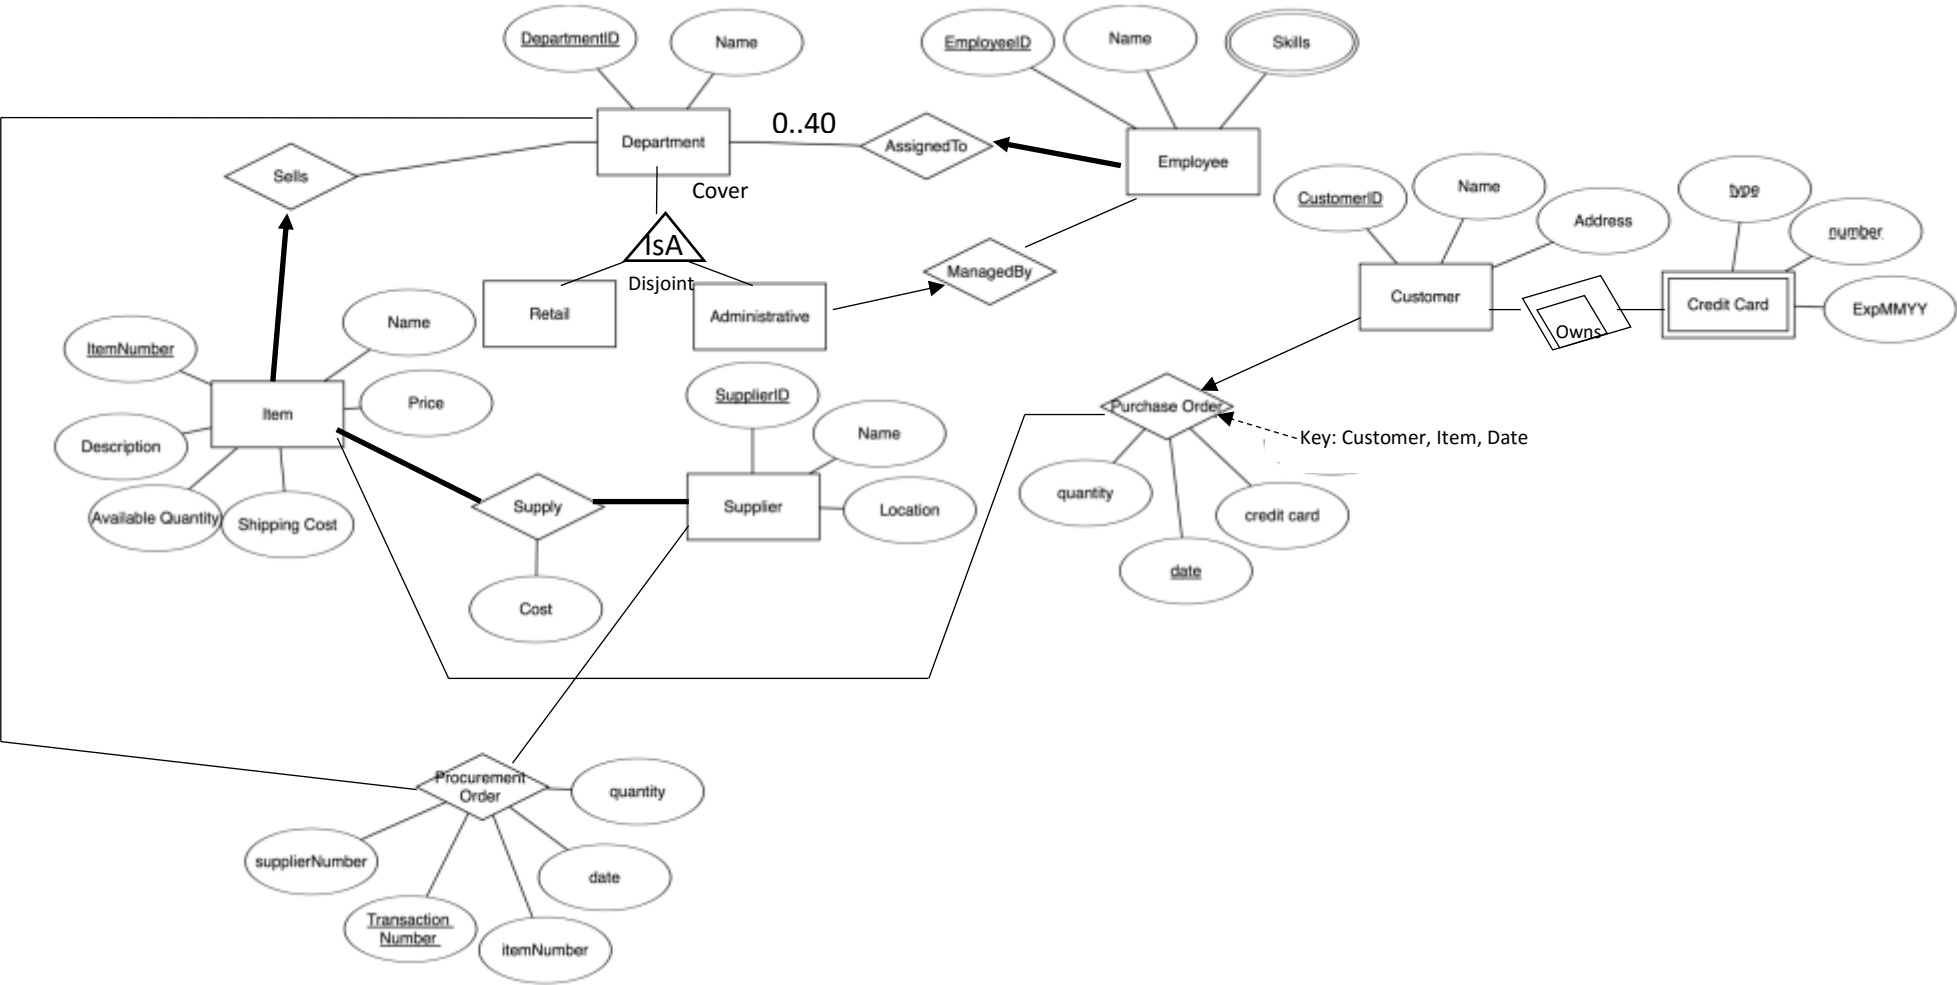 DepartmentID
Name
EmployeeID
Name
Skills
Department
0..40
AssignedTo
Employee
Sells
Cover
IsA
Disjoint
Retail
Administrative
ManagedBy
CustomerID
Name
Address
type
number
Customer
Owns
Credit Card
ExpMMYY
ItemNumber
Name
Item
Price
Description
Available Quantity
Shipping Cost
SupplierID
Name
Supply
Supplier
Location
Cost
Purchase Order
Key: Customer, Item, Date
quantity
credit card
date
Procurement
Order
quantity
supplierNumber
date
Transaction
Number
itemNumber